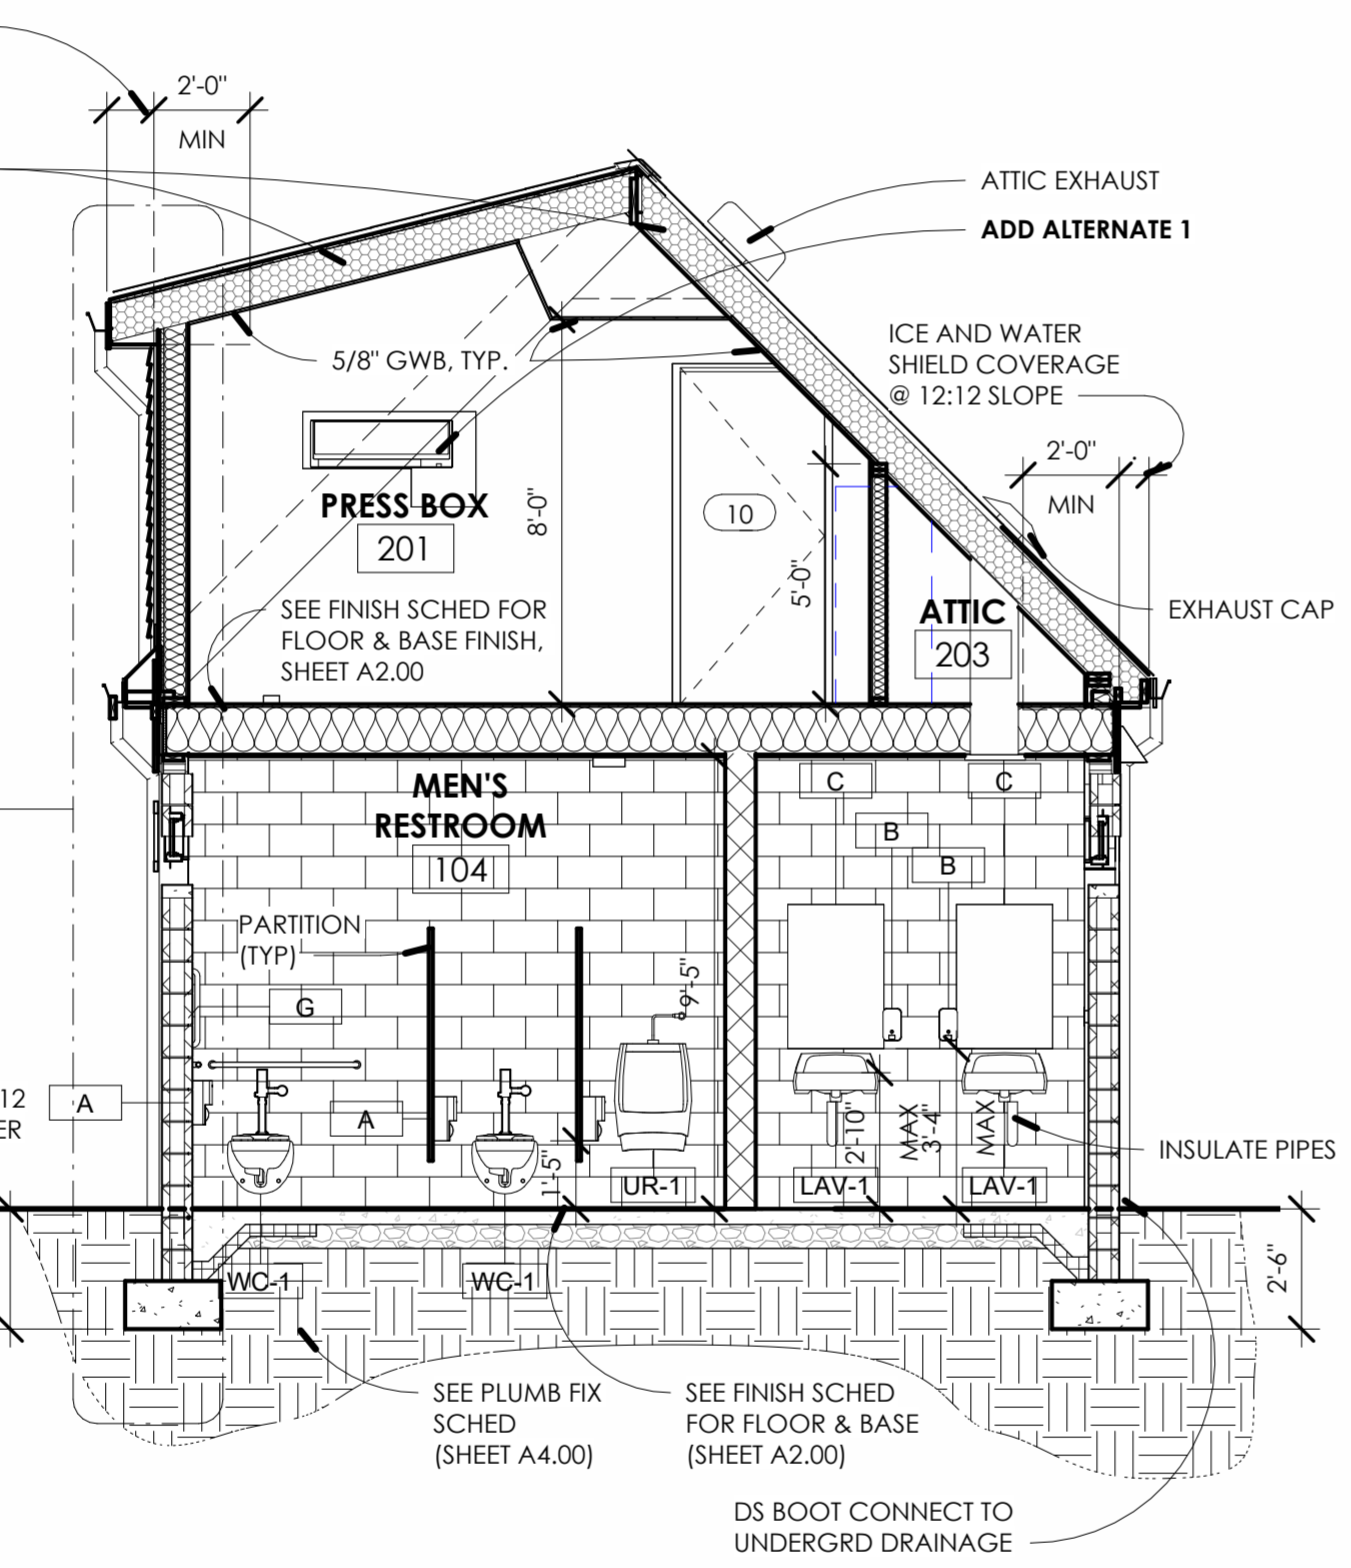 2'-0"
MIN
ATTIC EXHAUST
ADD ALTERNATE 1
5/8" GWB, TYP.
ICE AND WATER
SHIELD COVERAGE
@ 12:12 SLOPE
2'-0"
MIN
PRESS BOX
201
8'-0"
10
5'-0"
SEE FINISH SCHED FOR
FLOOR & BASE FINISH,
SHEET A2.00
ATTIC
203
EXHAUST CAP
MEN'S
RESTROOM
104
C
C
B
B
PARTITION
(TYP)
G
9'-5"
12
ER
A
A
2'-10"
MAX
3'-4"
MAX
INSULATE PIPES
1'-5"
UR-1
LAV-1
LAV-1
2'-6"
WC-1
WC-1
SEE PLUMB FIX
SCHED
(SHEET A4.00)
SEE FINISH SCHED
FOR FLOOR & BASE
(SHEET A2.00)
DS BOOT CONNECT TO
UNDERGRD DRAINAGE